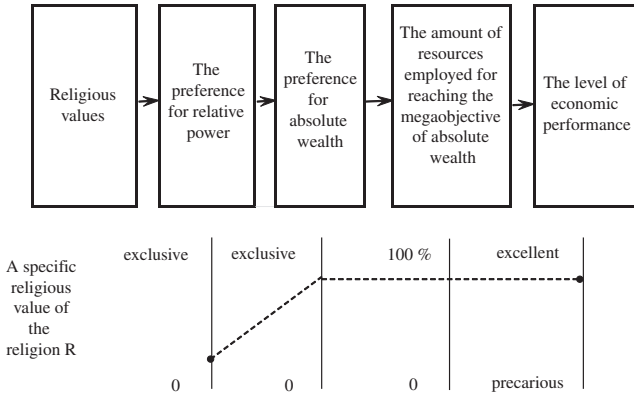 Religious
values
The
preference
for relative
power
The
preference
for
absolute
wealth
The amount of
resources
employed for
reaching the
megaobjective
of absolute
wealth
The level of
economic
performance
A specific
religious
value of
the
religion R
exclusive
exclusive
100 %
excellent
0
0
0
precarious